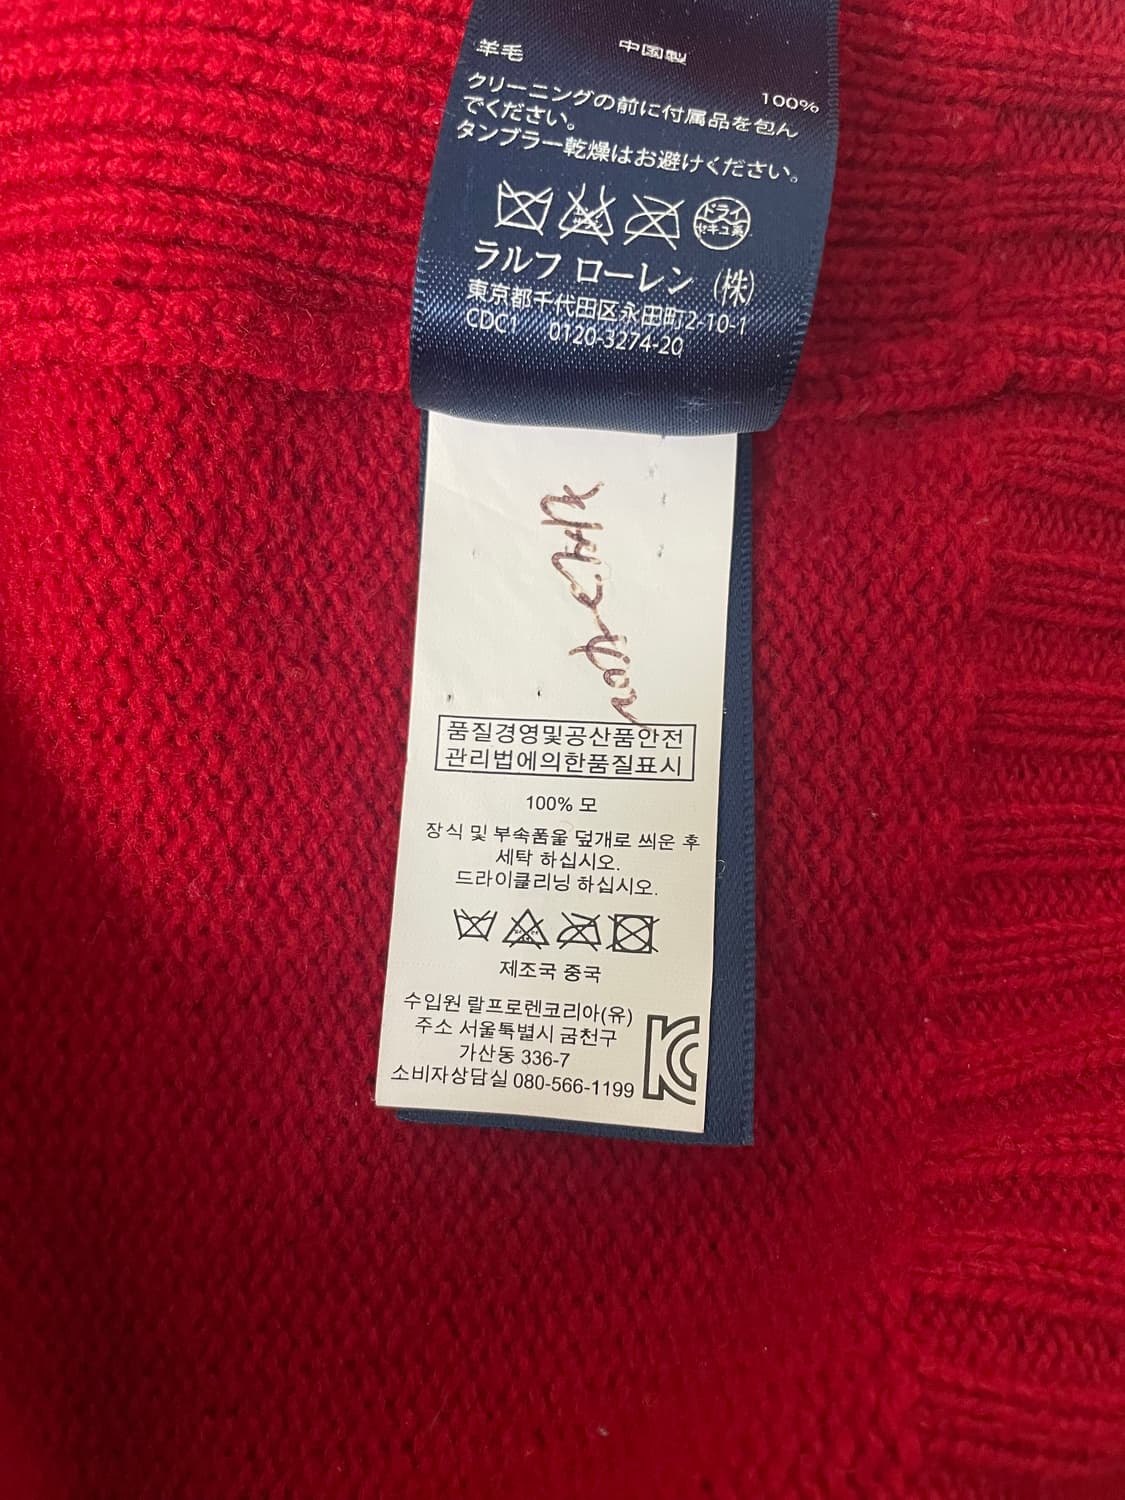 羊毛
中国製
100%
クリーニングの前に付属品を包ん
でください。
タンブラー乾燥はお避けください。
ドライ
セキユ系
ラルフ ローレン (株)
東京都千代田区永田町2-10-1
CDC1 0120-3274-20
품질경영및공산품안전
관리법에의한품질표시
100% 모
장식 및 부속품울 덮개로 씌운 후
세탁 하십시오.
드라이클리닝 하십시오.
제조국 중국
수입원 랄프로렌코리아(유)
주소 서울특별시 금천구
가산동 336-7
소비자상담실 080-566-1199